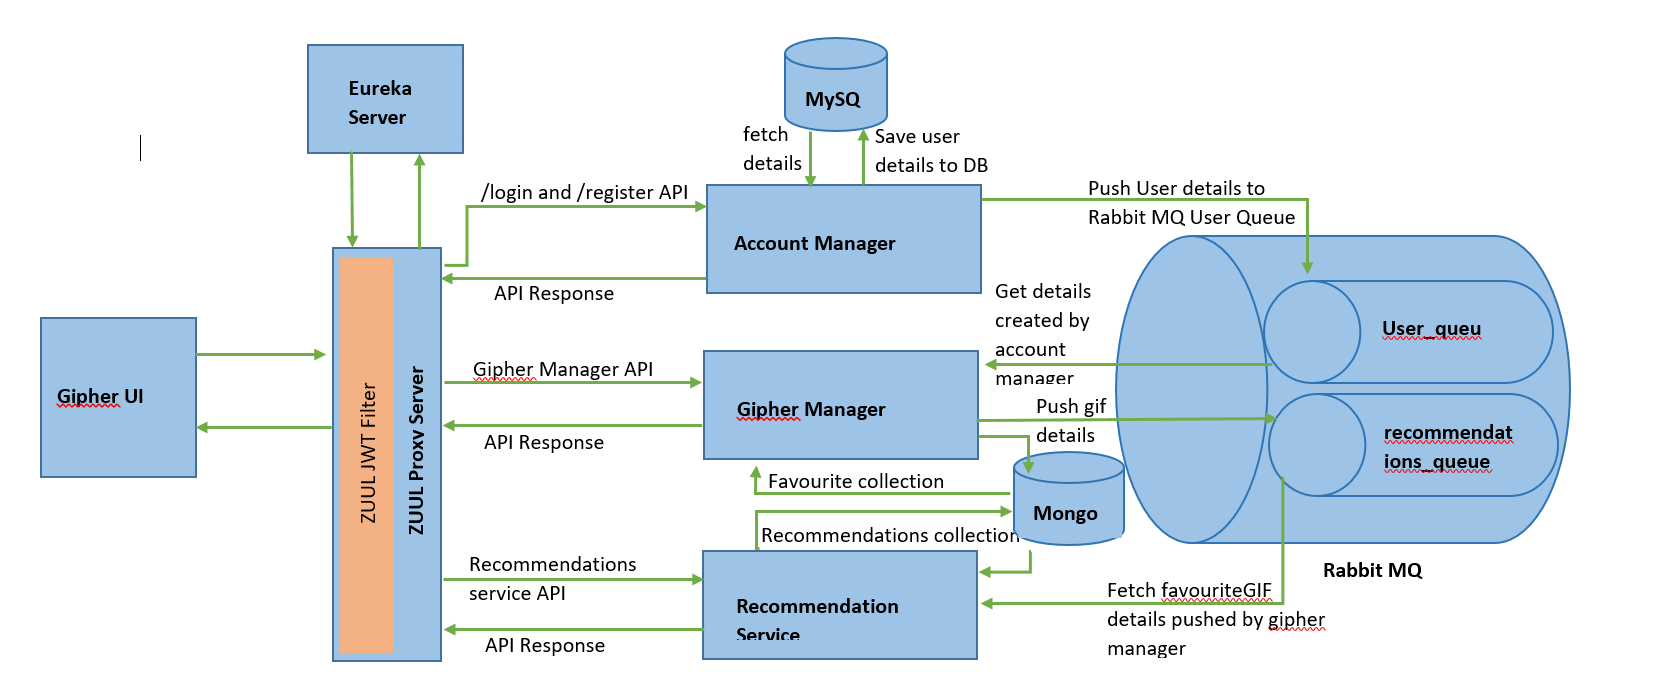 Eureka
Server
MySQ
fetch
details
Save user
details to DB
/login and /register API
Account Manager
API Response
Push User details to
Rabbit MQ User Queue
Get details
created by
account
manager
User_queu
Gipher UI
ZUUL JWT Filter
ZUUL Proxy Server
Gipher Manager API
Gipher Manager
API Response
Push gif
details
recommendat
ions_queue
Favourite collection
Mongo
Recommendations collection
Rabbit MQ
Recommendations
service API
Recommendation
Service
API Response
Fetch favouriteGIF
details pushed by gipher
manager